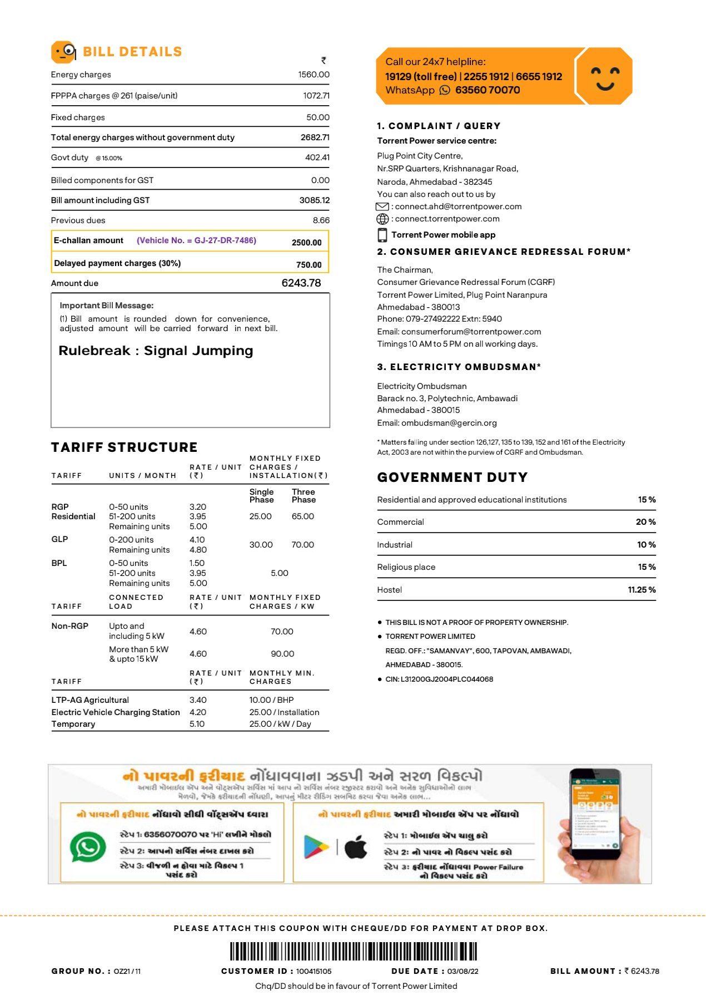 BILL DETAILS
₹
Energy charges 1560.00
FPPPA charges @ 261 (paise/unit) 1072.71
Fixed charges 50.00
Total energy charges without government duty 2682.71
Govt duty @ 15.00% 402.41
Billed components for GST 0.00
Bill amount including GST 3085.12
Previous dues 8.66
E-challan amount (Vehicle No. = GJ-27-DR-7486) 2500.00
Delayed payment charges (30%) 750.00
Amount due 6243.78
Important Bill Message:
(1) Bill amount is rounded down for convenience,
adjusted amount will be carried forward in next bill.
Rulebreak : Signal Jumping
TARIFF STRUCTURE
TARIFF UNITS / MONTH RATE / UNIT (₹) MONTHLY FIXED CHARGES / INSTALLATION(₹)
Single Phase Three Phase
RGP 0-50 units 3.20
Residential 51-200 units 3.95 25.00 65.00
Remaining units 5.00
GLP 0-200 units 4.10 30.00 70.00
Remaining units 4.80
BPL 0-50 units 1.50
51-200 units 3.95 5.00
Remaining units 5.00
TARIFF CONNECTED LOAD RATE / UNIT (₹) MONTHLY FIXED CHARGES / KW
Non-RGP Upto and including 5 kW 4.60 70.00
More than 5 kW & upto 15 kW 4.60 90.00
TARIFF RATE / UNIT (₹) MONTHLY MIN. CHARGES
LTP-AG Agricultural 3.40 10.00 / BHP
Electric Vehicle Charging Station 4.20 25.00 / Installation
Temporary 5.10 25.00 / kW / Day
Call our 24x7 helpline:
19129 (toll free) | 2255 1912 | 6655 1912
WhatsApp 63560 70070
1. COMPLAINT / QUERY
Torrent Power service centre:
Plug Point City Centre,
Nr.SRP Quarters, Krishnanagar Road,
Naroda, Ahmedabad - 382345
You can also reach out to us by
: connect.ahd@torrentpower.com
: connect.torrentpower.com
Torrent Power mobile app
2. CONSUMER GRIEVANCE REDRESSAL FORUM*
The Chairman,
Consumer Grievance Redressal Forum (CGRF)
Torrent Power Limited, Plug Point Naranpura
Ahmedabad - 380013
Phone: 079-27492222 Extn: 5940
Email: consumerforum@torrentpower.com
Timings 10 AM to 5 PM on all working days.
3. ELECTRICITY OMBUDSMAN*
Electricity Ombudsman
Barack no. 3, Polytechnic, Ambawadi
Ahmedabad - 380015
Email: ombudsman@gercin.org
* Matters falling under section 126,127, 135 to 139, 152 and 161 of the Electricity
Act, 2003 are not within the purview of CGRF and Ombudsman.
GOVERNMENT DUTY
Residential and approved educational institutions 15 %
Commercial 20 %
Industrial 10 %
Religious place 15 %
Hostel 11.25 %
● THIS BILL IS NOT A PROOF OF PROPERTY OWNERSHIP.
● TORRENT POWER LIMITED
REGD. OFF.: "SAMANVAY", 600, TAPOVAN, AMBAWADI,
AHMEDABAD - 380015.
● CIN: L31200GJ2004PLC044068
નો પાવરની ફરીયાદ નોંધાવવાના ઝડપી અને સરળ વિકલ્પો
અમારી મોબાઈલ ઍપ અને વોટ્સઍપ સર્વિસ માં આપ નો સર્વિસ નંબર રજીસ્ટર કરાવો અને અનેક સુવિધાઓનો લાભ
મેળવો, જેમકે ફરીયાદની નોંધણી, આપનું મીટર રીડિંગ સબમિટ કરવા જેવા અનેક લાભ...
નો પાવરની ફરીયાદ નોંધાવો સીધી વૉટ્સઍપ ધ્વારા
સ્ટેપ 1: 6356070070 પર 'Hi' લખીને મોકલો
સ્ટેપ 2: આપનો સર્વિસ નંબર દાખલ કરો
સ્ટેપ 3: વીજળી ન હોવા માટે વિકલ્પ 1
પસંદ કરો
નો પાવરની ફરીયાદ અમારી મોબાઈલ ઍપ પર નોંધાવો
સ્ટેપ 1: મોબાઈલ ઍપ ચાલુ કરો
સ્ટેપ 2: નો પાવર નો વિકલ્પ પસંદ કરો
સ્ટેપ 3: ફરીયાદ નોંધાવવા Power Failure
નો વિકલ્પ પસંદ કરો
PLEASE ATTACH THIS COUPON WITH CHEQUE/DD FOR PAYMENT AT DROP BOX.
GROUP NO. : OZ21 / 11 CUSTOMER ID : 100415105 DUE DATE : 03/08/22 BILL AMOUNT : ₹ 6243.78
Chq/DD should be in favour of Torrent Power Limited